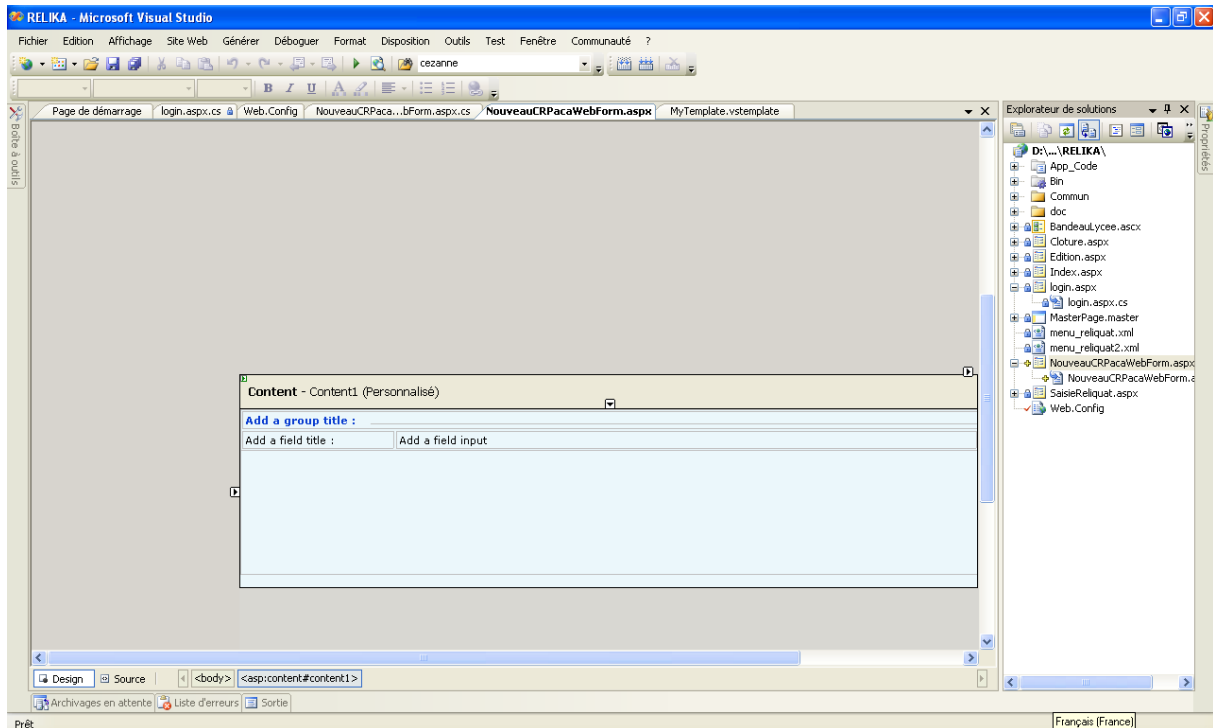 RELIKA - Microsoft Visual Studio
Fichier Edition Affichage Site Web Générer Déboguer Format Disposition Outils Test Fenêtre Communauté ?
cezanne
B I U A
Page de démarrage login.aspx.cs Web.Config NouveauCRPaca...bForm.aspx.cs NouveauCRPacaWebForm.aspx MyTemplate.vstemplate
Boîte à outils
Content - Content1 (Personnalisé)
Add a group title :
Add a field title : Add a field input
Design Source <body> <asp:content#content1>
Archivages en attente Liste d'erreurs Sortie
Prêt
Explorateur de solutions
D:\...\RELIKA\
App_Code
Bin
Commun
doc
BandeauLycee.ascx
Cloture.aspx
Edition.aspx
Index.aspx
login.aspx
login.aspx.cs
MasterPage.master
menu_reliquat.xml
menu_reliquat2.xml
NouveauCRPacaWebForm.aspx
NouveauCRPacaWebForm.a
SaisieReliquat.aspx
Web.Config
Propriétés
Français (France)